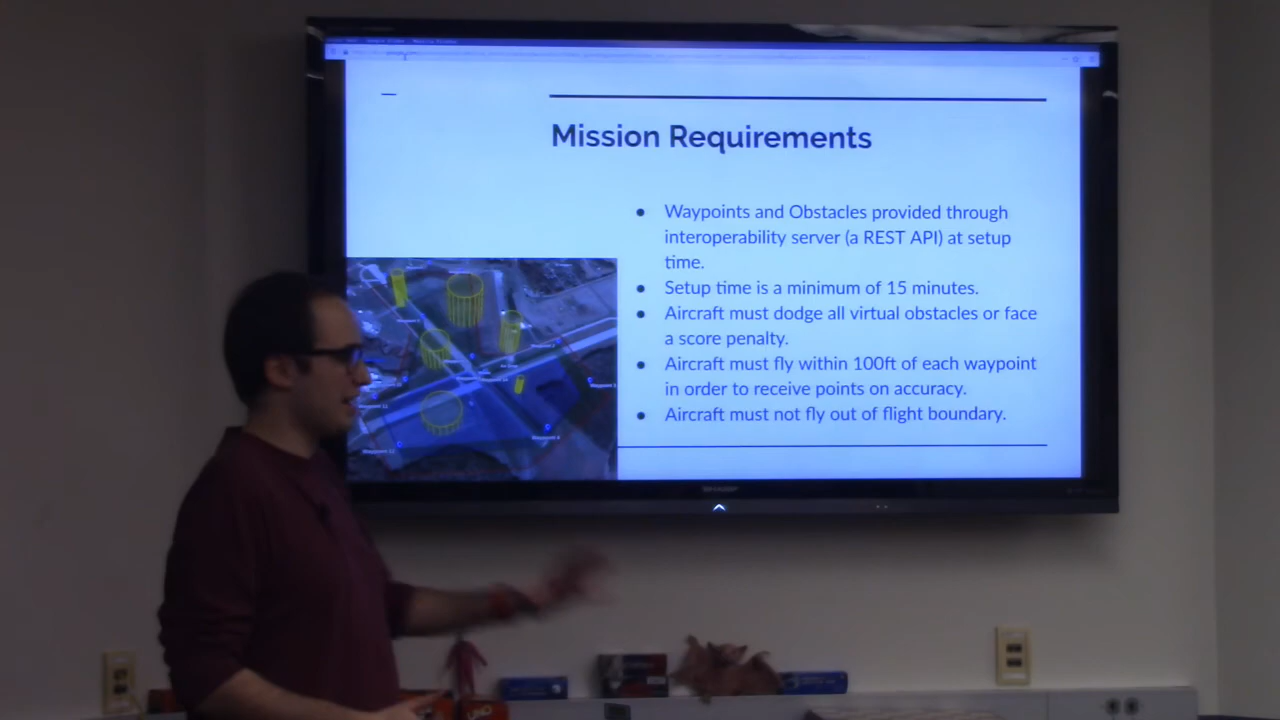 Mission Requirements
Waypoints and Obstacles provided through
interoperability server (a REST API) at setup
time.
Setup time is a minimum of 15 minutes.
Aircraft must dodge all virtual obstacles or face
a score penalty.
Aircraft must fly within 100ft of each waypoint
in order to receive points on accuracy.
Aircraft must not fly out of flight boundary.
SHARP
UNO